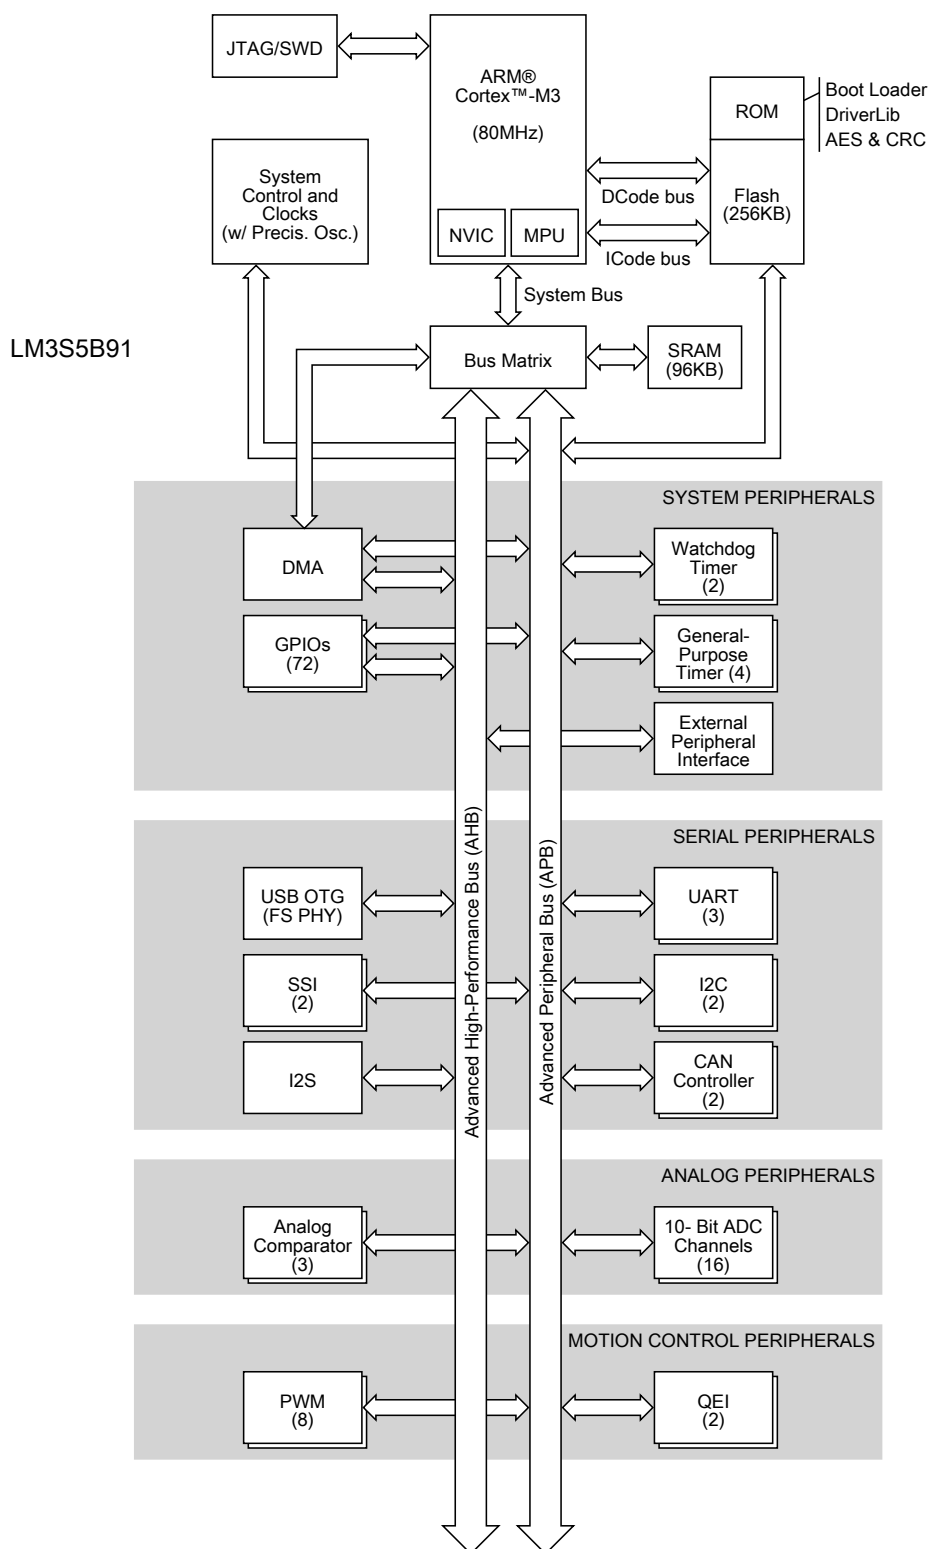 JTAG/SWD
ARM®
Cortex™-M3
(80MHz)
NVIC
MPU
ROM
Boot Loader
DriverLib
AES & CRC
System
Control and
Clocks
(w/ Precis. Osc.)
DCode bus
Flash
(256KB)
ICode bus
System Bus
LM3S5B91
Bus Matrix
SRAM
(96KB)
SYSTEM PERIPHERALS
DMA
Watchdog
Timer
(2)
GPIOs
(72)
General-
Purpose
Timer (4)
External
Peripheral
Interface
Advanced High-Performance Bus (AHB)
Advanced Peripheral Bus (APB)
SERIAL PERIPHERALS
USB OTG
(FS PHY)
UART
(3)
SSI
(2)
I2C
(2)
I2S
CAN
Controller
(2)
ANALOG PERIPHERALS
Analog
Comparator
(3)
10- Bit ADC
Channels
(16)
MOTION CONTROL PERIPHERALS
PWM
(8)
QEI
(2)